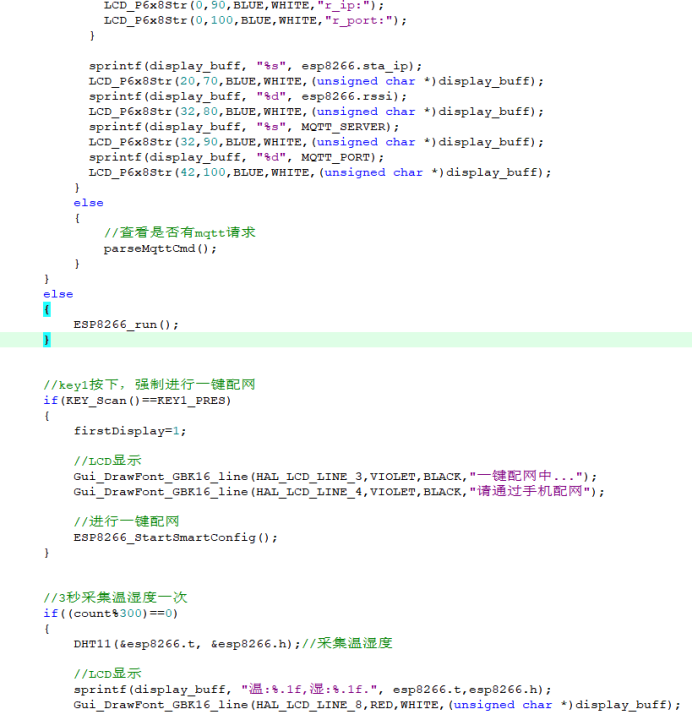 LCD_P6x8Str(0,90,BLUE,WHITE,"r_ip:");
LCD_P6x8Str(0,100,BLUE,WHITE,"r_port:");
}
sprintf(display_buff, "%s", esp8266.sta_ip);
LCD_P6x8Str(20,70,BLUE,WHITE,(unsigned char *)display_buff);
sprintf(display_buff, "%d", esp8266.rssi);
LCD_P6x8Str(32,80,BLUE,WHITE,(unsigned char *)display_buff);
sprintf(display_buff, "%s", MQTT_SERVER);
LCD_P6x8Str(32,90,BLUE,WHITE,(unsigned char *)display_buff);
sprintf(display_buff, "%d", MQTT_PORT);
LCD_P6x8Str(42,100,BLUE,WHITE,(unsigned char *)display_buff);
}
else
{
//查看是否有mqtt请求
parseMqttCmd();
}
}
else
{
ESP8266_run();
}
//key1按下，强制进行一键配网
if(KEY_Scan()==KEY1_PRES)
{
firstDisplay=1;
//LCD显示
Gui_DrawFont_GBK16_line(HAL_LCD_LINE_3,VIOLET,BLACK,"一键配网中...");
Gui_DrawFont_GBK16_line(HAL_LCD_LINE_4,VIOLET,BLACK,"请通过手机配网");
//进行一键配网
ESP8266_StartSmartConfig();
}
//3秒采集温湿度一次
if((count%300)==0)
{
DHT11(&esp8266.t, &esp8266.h);//采集温湿度
//LCD显示
sprintf(display_buff, "温:%.1f,湿:%.1f.", esp8266.t,esp8266.h);
Gui_DrawFont_GBK16_line(HAL_LCD_LINE_8,RED,WHITE,(unsigned char *)display_buff);